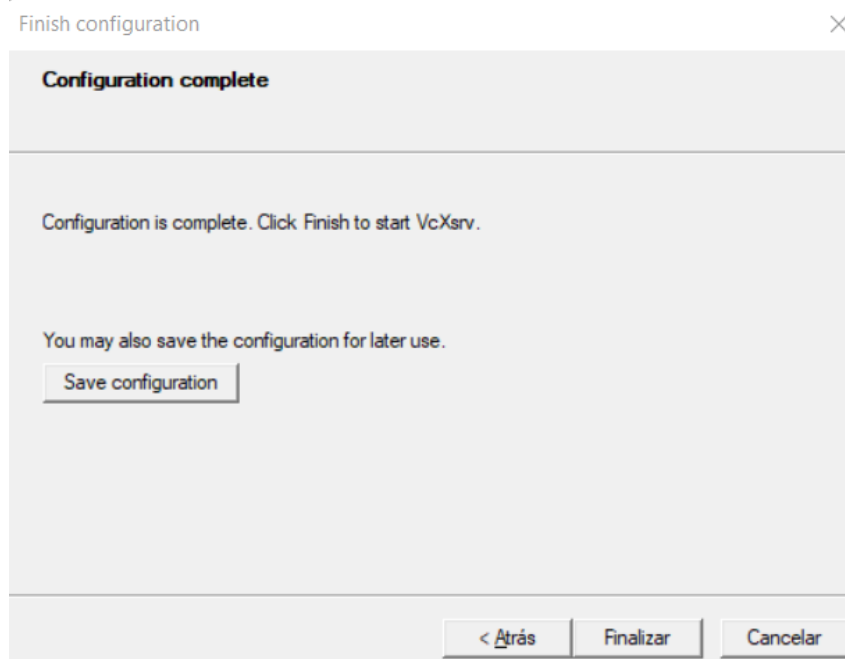 Finish configuration
Configuration complete
Configuration is complete. Click Finish to start VcXsrv.
You may also save the configuration for later use.
Save configuration
< Atrás Finalizar Cancelar